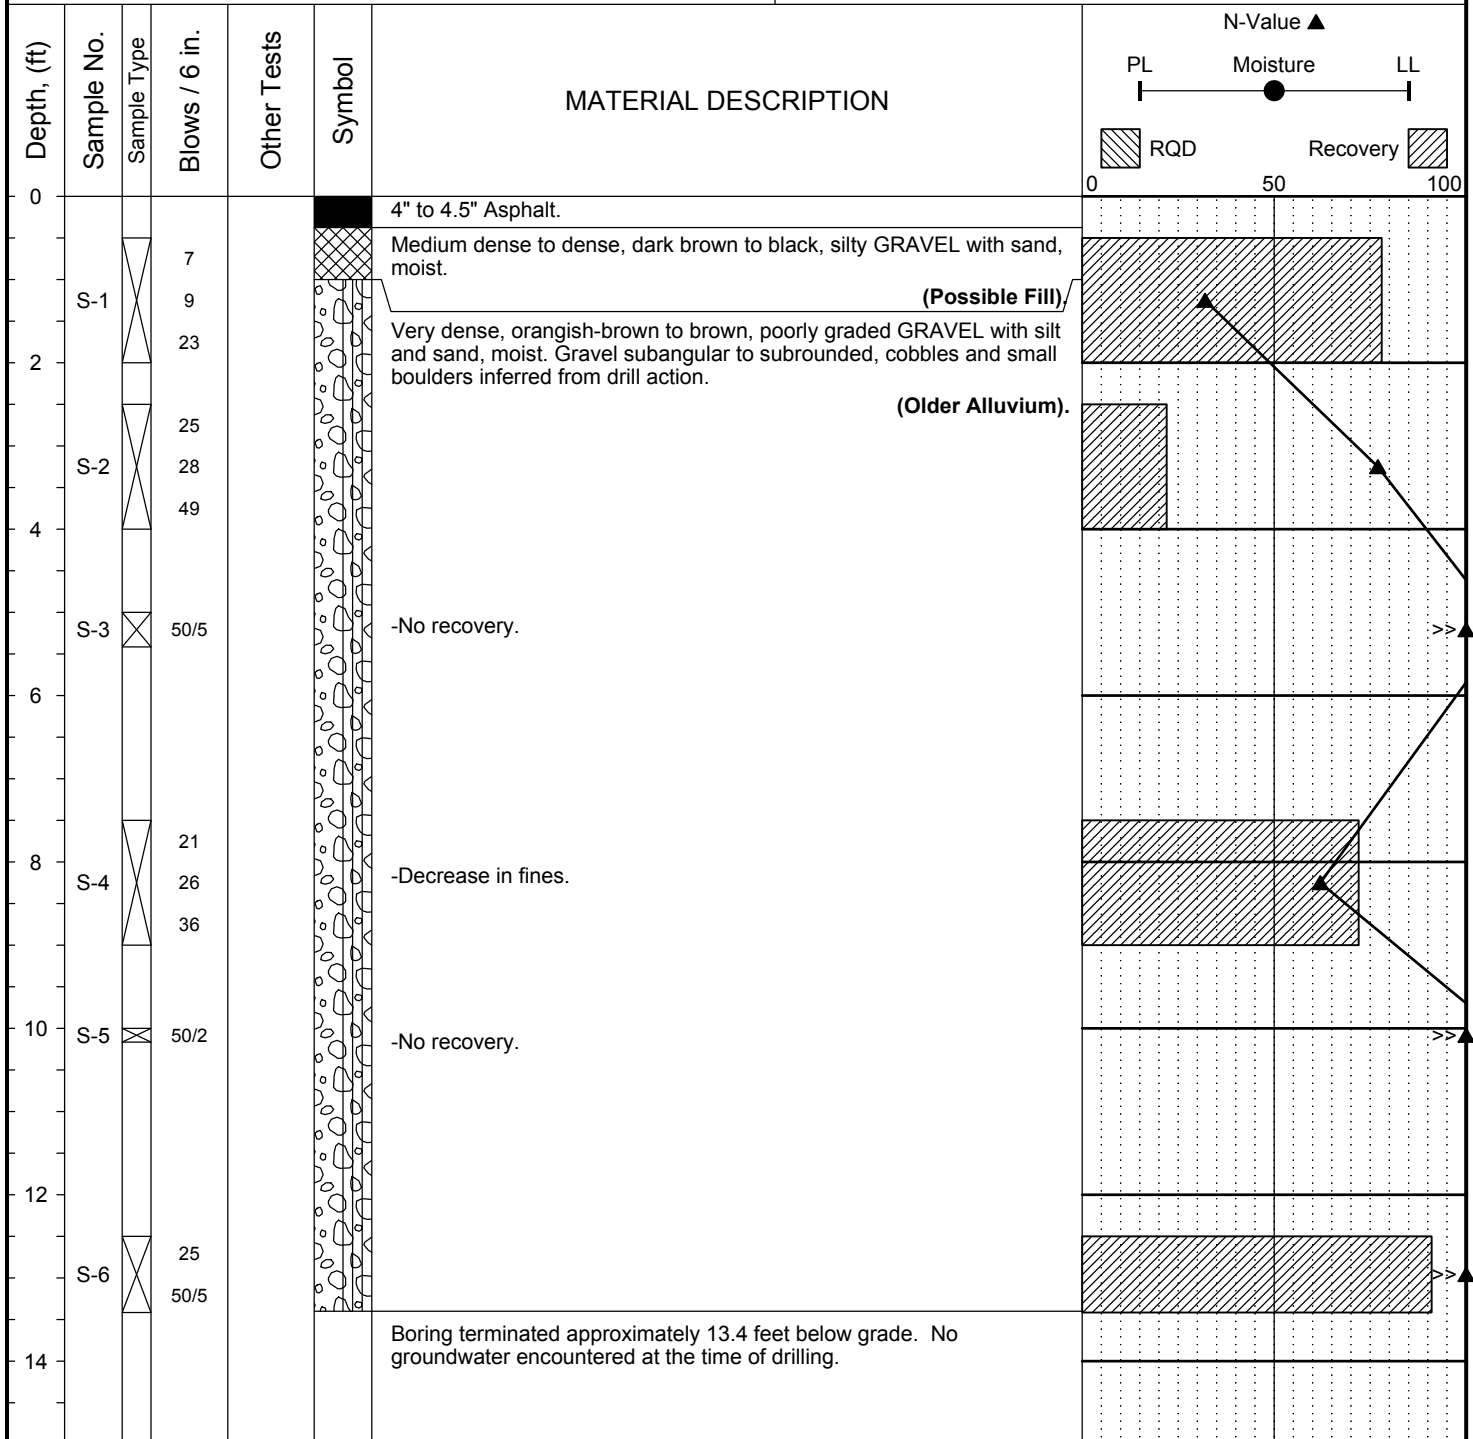 Depth, (ft)
Sample No.
Sample Type
Blows / 6 in.
Other Tests
Symbol
MATERIAL DESCRIPTION
N-Value ▲
PL Moisture LL
RQD Recovery
0 50 100
0
4" to 4.5" Asphalt.
Medium dense to dense, dark brown to black, silty GRAVEL with sand,
moist.
7
S-1 9
(Possible Fill).
23
Very dense, orangish-brown to brown, poorly graded GRAVEL with silt
and sand, moist. Gravel subangular to subrounded, cobbles and small
boulders inferred from drill action.
2
(Older Alluvium).
25
S-2 28
49
4
S-3 50/5 -No recovery. >>
6
21
8
S-4 26 -Decrease in fines.
36
10 S-5 50/2 -No recovery. >>
12
25
S-6 >>
50/5
Boring terminated approximately 13.4 feet below grade. No
groundwater encountered at the time of drilling.
14